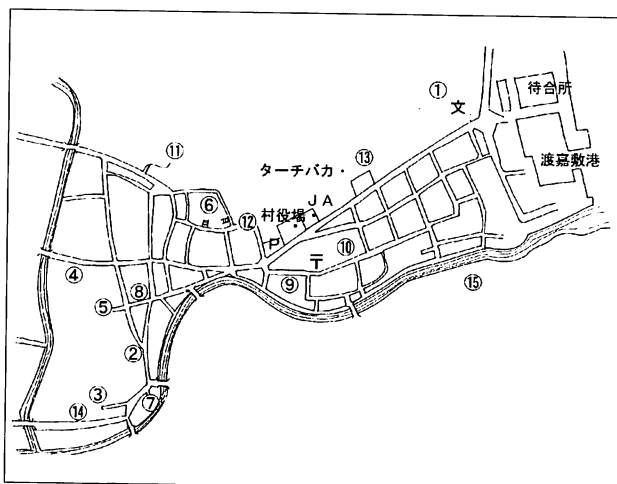 ①
文
待合所
渡嘉敷港
⑪
⑬
ターチバカ・
⑥
JA
村役場
⑫
P
⑩
〒
④
⑧
⑨
⑮
⑤
②
③
⑦
⑭